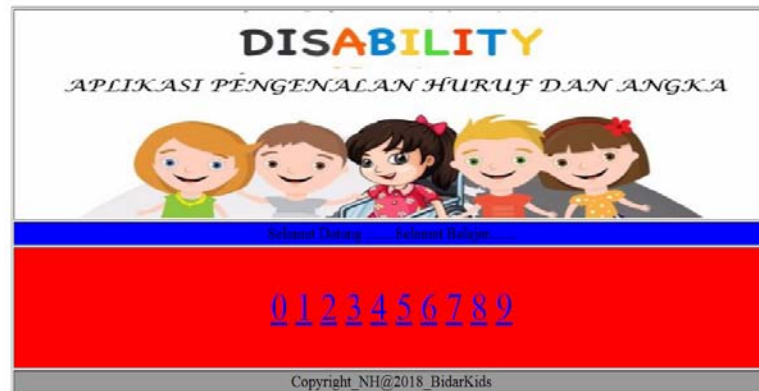 DISABILITY
APLIKASI PENGENALAN HURUF DAN ANGKA
Selamat Datang ....... Selamat Belajar.......
0 1 2 3 4 5 6 7 8 9
Copyright_NH@2018_BidarKids